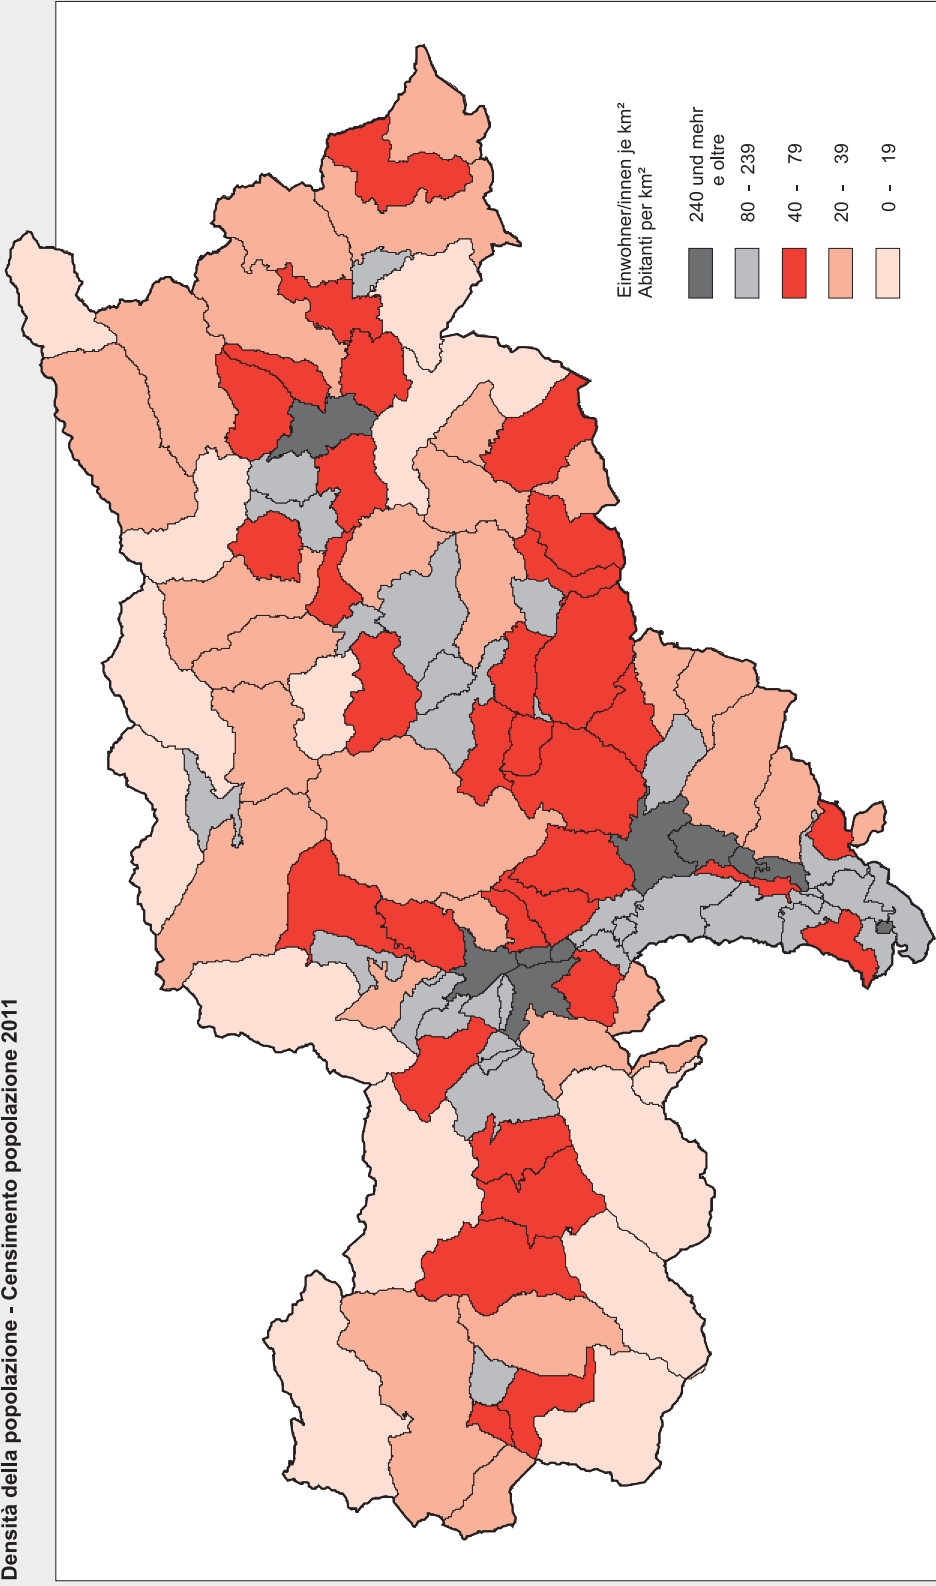 Densità della popolazione - Censimento popolazione 2011
Einwohner/innen je km²
Abitanti per km²
240 und mehr
e oltre
80 - 239
40 - 79
20 - 39
0 - 19